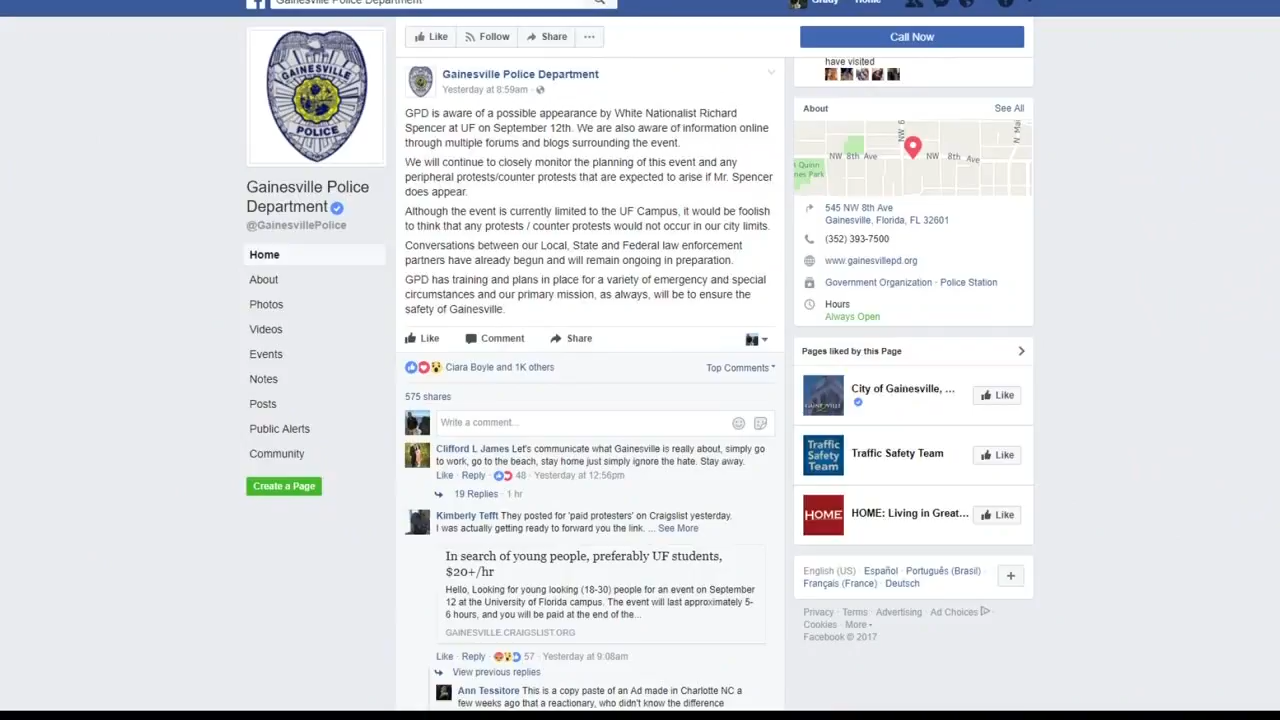 Gainesville Police Department
Home
Like
Follow
Share
Call Now
GAINESVILLE
POLICE
Gainesville Police
Department
@GainesvillePolice
Home
About
Photos
Videos
Events
Notes
Posts
Public Alerts
Community
Create a Page
Gainesville Police Department
Yesterday at 8:59am ·
GPD is aware of a possible appearance by White Nationalist Richard
Spencer at UF on September 12th. We are also aware of information online
through multiple forums and blogs surrounding the event.
We will continue to closely monitor the planning of this event and any
peripheral protests/counter protests that are expected to arise if Mr. Spencer
does appear.
Although the event is currently limited to the UF Campus, it would be foolish
to think that any protests / counter protests would not occur in our city limits.
Conversations between our Local, State and Federal law enforcement
partners have already begun and will remain ongoing in preparation.
GPD has training and plans in place for a variety of emergency and special
circumstances and our primary mission, as always, will be to ensure the
safety of Gainesville.
Like Comment Share
Ciara Boyle and 1K others
Top Comments
575 shares
Write a comment...
Clifford L James Let's communicate what Gainesville is really about, simply go
to work, go to the beach, stay home just simply ignore the hate. Stay away.
Like · Reply · 48 · Yesterday at 12:56pm
19 Replies · 1 hr
Kimberly Tefft They posted for 'paid protesters' on Craigslist yesterday.
I was actually getting ready to forward you the link. ... See More
In search of young people, preferably UF students,
$20+/hr
Hello, Looking for young looking (18-30) people for an event on September
12 at the University of Florida campus. The event will last approximately 5-
6 hours, and you will be paid at the end of the...
GAINESVILLE.CRAIGSLIST.ORG
Like · Reply · 57 · Yesterday at 9:08am
View previous replies
Ann Tessitore This is a copy paste of an Ad made in Charlotte NC a
few weeks ago that a reactionary, who didn't know the difference
have visited
About
See All
NW 8th Ave
NW 8th Ave
NW 6
N Mai
Quinn
nes Park
545 NW 8th Ave
Gainesville, Florida, FL 32601
(352) 393-7500
www.gainesvillepd.org
Government Organization · Police Station
Hours
Always Open
Pages liked by this Page
GAINESVILLE
City of Gainesville, ...
Like
Traffic
Safety
Team
Traffic Safety Team
Like
HOME
HOME: Living in Great...
Like
English (US) · Español · Português (Brasil) ·
Français (France) · Deutsch
Privacy · Terms · Advertising · Ad Choices ·
Cookies · More
Facebook © 2017